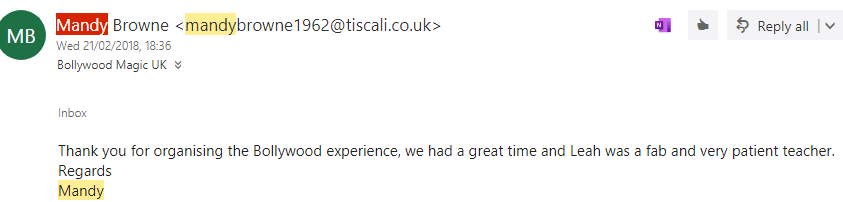 MB
Mandy Browne <mandybrowne1962@tiscali.co.uk>
Reply all
Wed 21/02/2018, 18:36
Bollywood Magic UK
Inbox
Thank you for organising the Bollywood experience, we had a great time and Leah was a fab and very patient teacher.
Regards
Mandy